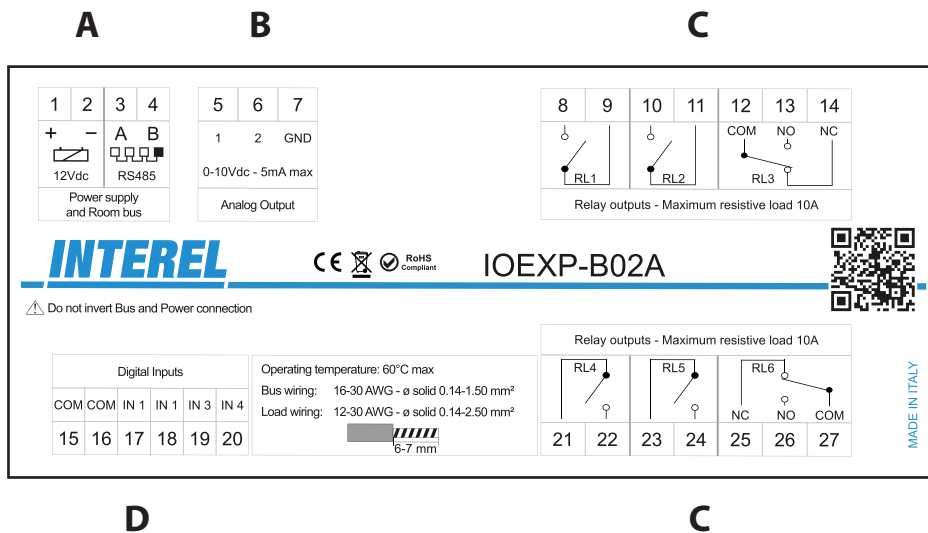 A B C
1 2 3 4
+ − A B
12Vdc RS485
Power supply
and Room bus
5 6 7
1 2 GND
0-10Vdc - 5mA max
Analog Output
8 9 10 11 12 13 14
COM NO NC
RL1 RL2 RL3
Relay outputs - Maximum resistive load 10A
INTEREL
CE
RoHS
Compliant
IOEXP-B02A
Do not invert Bus and Power connection
Digital Inputs
COM COM IN 1 IN 1 IN 3 IN 4
15 16 17 18 19 20
Operating temperature: 60°C max
Bus wiring: 16-30 AWG - ø solid 0.14-1.50 mm²
Load wiring: 12-30 AWG - ø solid 0.14-2.50 mm²
6-7 mm
Relay outputs - Maximum resistive load 10A
RL4 RL5 RL6
NC NO COM
21 22 23 24 25 26 27
MADE IN ITALY
D C